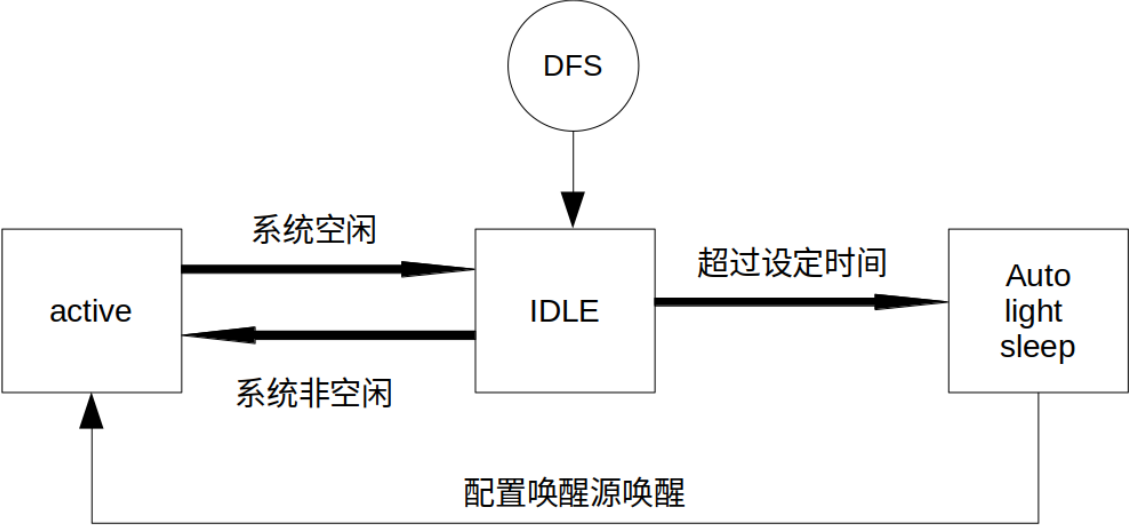 DFS
系统空闲
超过设定时间
active
IDLE
Auto
light
sleep
系统非空闲
配置唤醒源唤醒